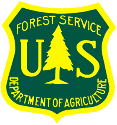 FOREST SERVICE
U S
DEPARTMENT OF AGRICULTURE